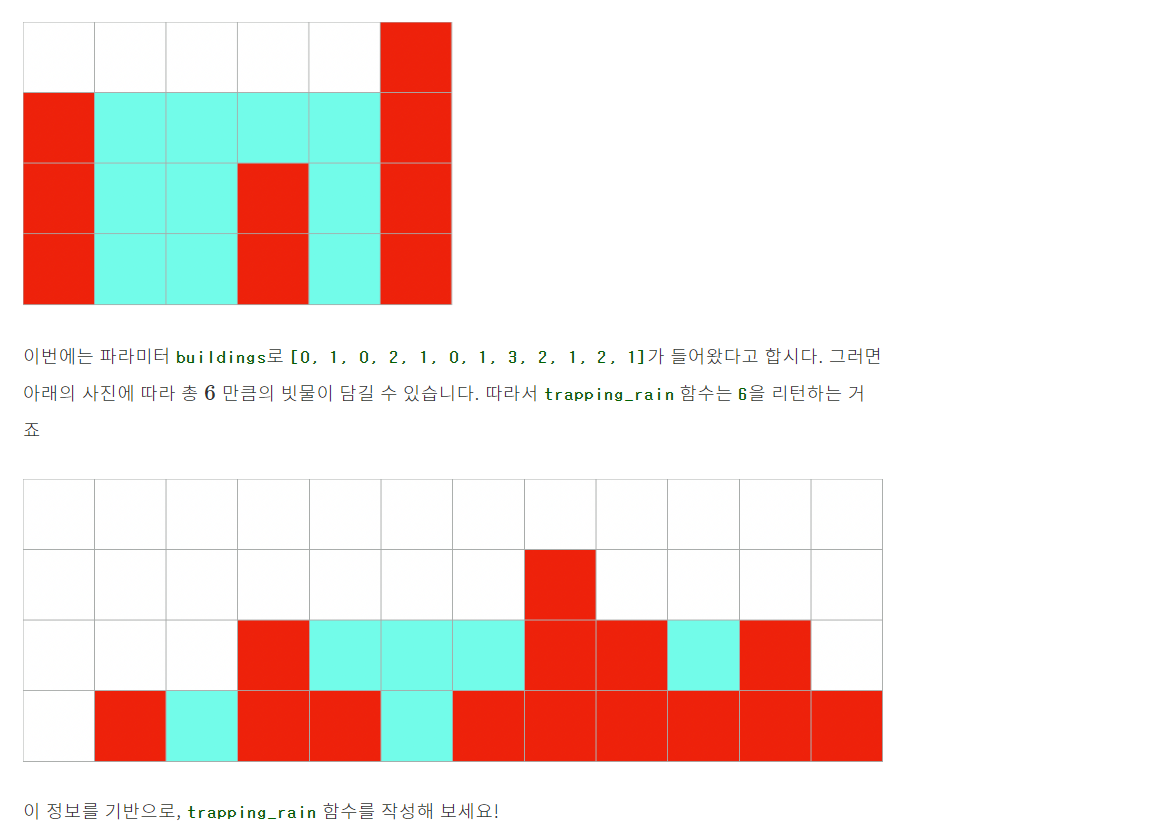 이번에는 파라미터 buildings로 [0, 1, 0, 2, 1, 0, 1, 3, 2, 1, 2, 1]가 들어왔다고 합시다. 그러면
아래의 사진에 따라 총 6 만큼의 빗물이 담길 수 있습니다. 따라서 trapping_rain 함수는 6을 리턴하는 거
죠
이 정보를 기반으로, trapping_rain 함수를 작성해 보세요!